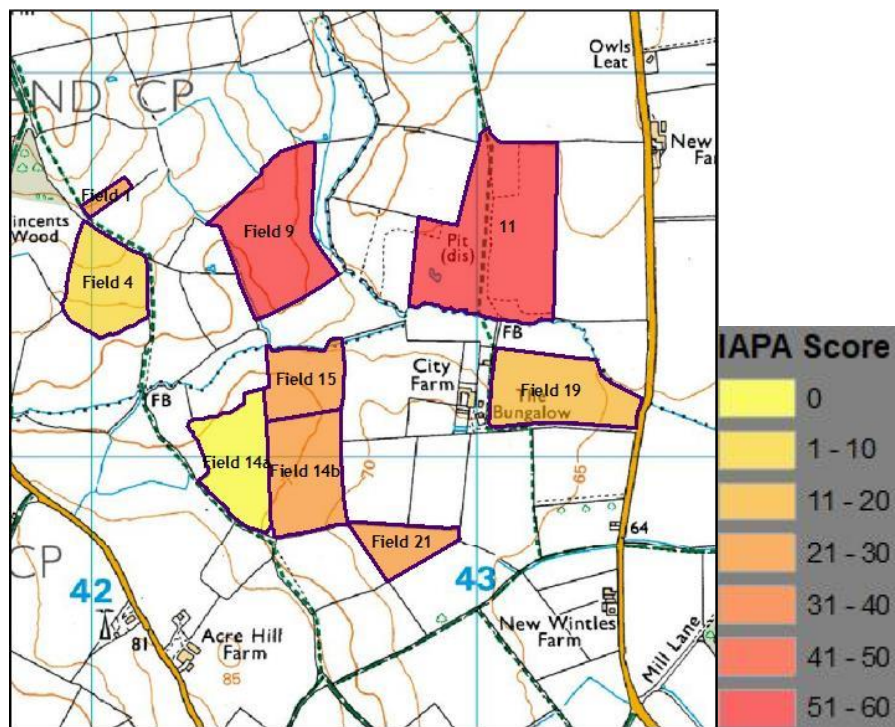 Owls
Leat
ND CP
New
Fa
Field 1
incents
Wood
Field 9
11
Pit
(dis)
Field 4
FB
Field 15
City
Farm
Field 19
The
Bungalow
FB
Field 14a
Field 14b
70
65
Field 21
64
CP
42
43
New Wintles
Farm
Acre Hill
Farm
81
85
Mill Lane
IAPA Score
0
1 - 10
11 - 20
21 - 30
31 - 40
41 - 50
51 - 60